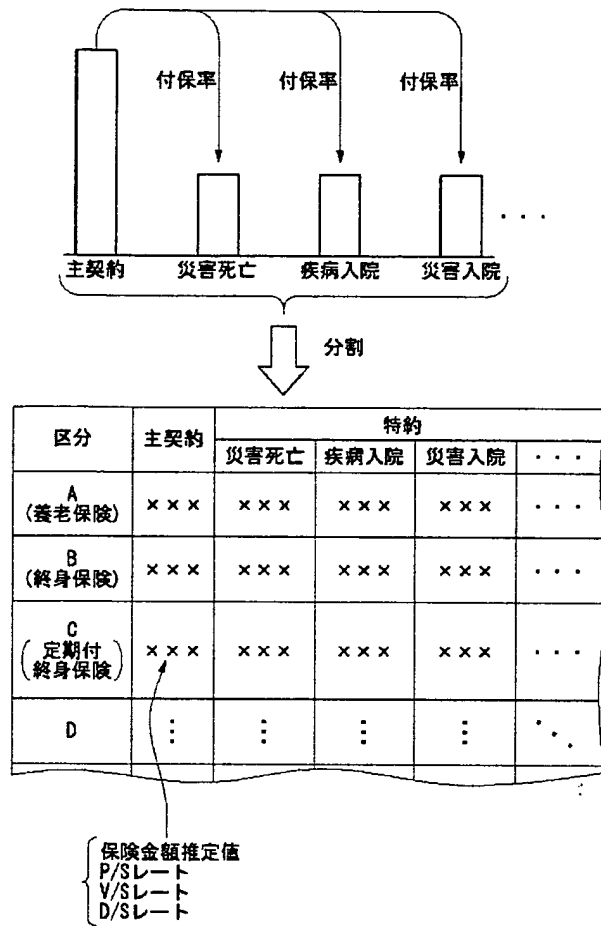 付保率 付保率 付保率
・・・
主契約 災害死亡 疾病入院 災害入院
分割
区分 主契約 特約
災害死亡 疾病入院 災害入院 ・・・
A
(養老保険) ××× ××× ××× ××× ・・・
B
(終身保険) ××× ××× ××× ××× ・・・
C
(定期付
終身保険) ××× ××× ××× ××× ・・・
D
保険金額推定値
P/Sレート
V/Sレート
D/Sレート